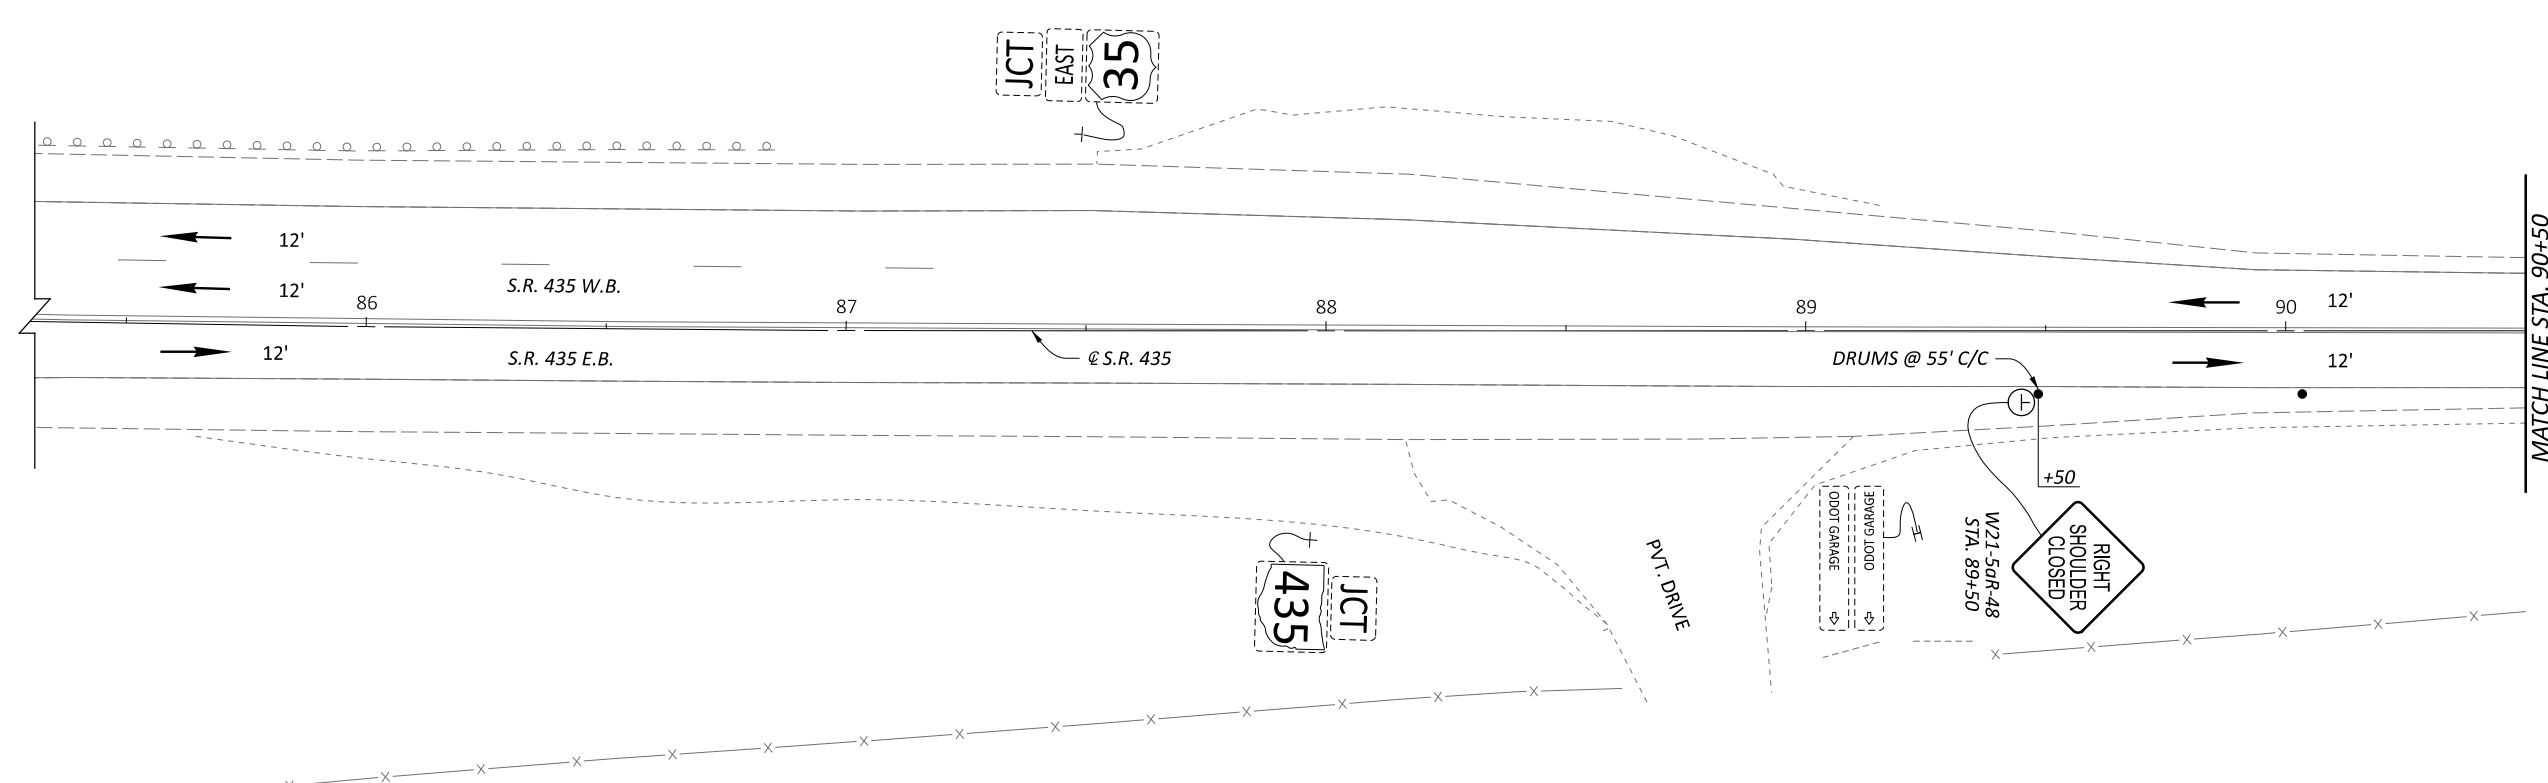 JCT
EAST
35
12'
12'
S.R. 435 W.B.
86
87
88
89
90
12'
12'
S.R. 435 E.B.
℄ S.R. 435
DRUMS @ 55' C/C
12'
+50
MATCH LINE STA. 90+50
JCT
435
PVT. DRIVE
ODOT GARAGE
ODOT GARAGE
W21-5aR-48
STA. 89+50
RIGHT
SHOULDER
CLOSED